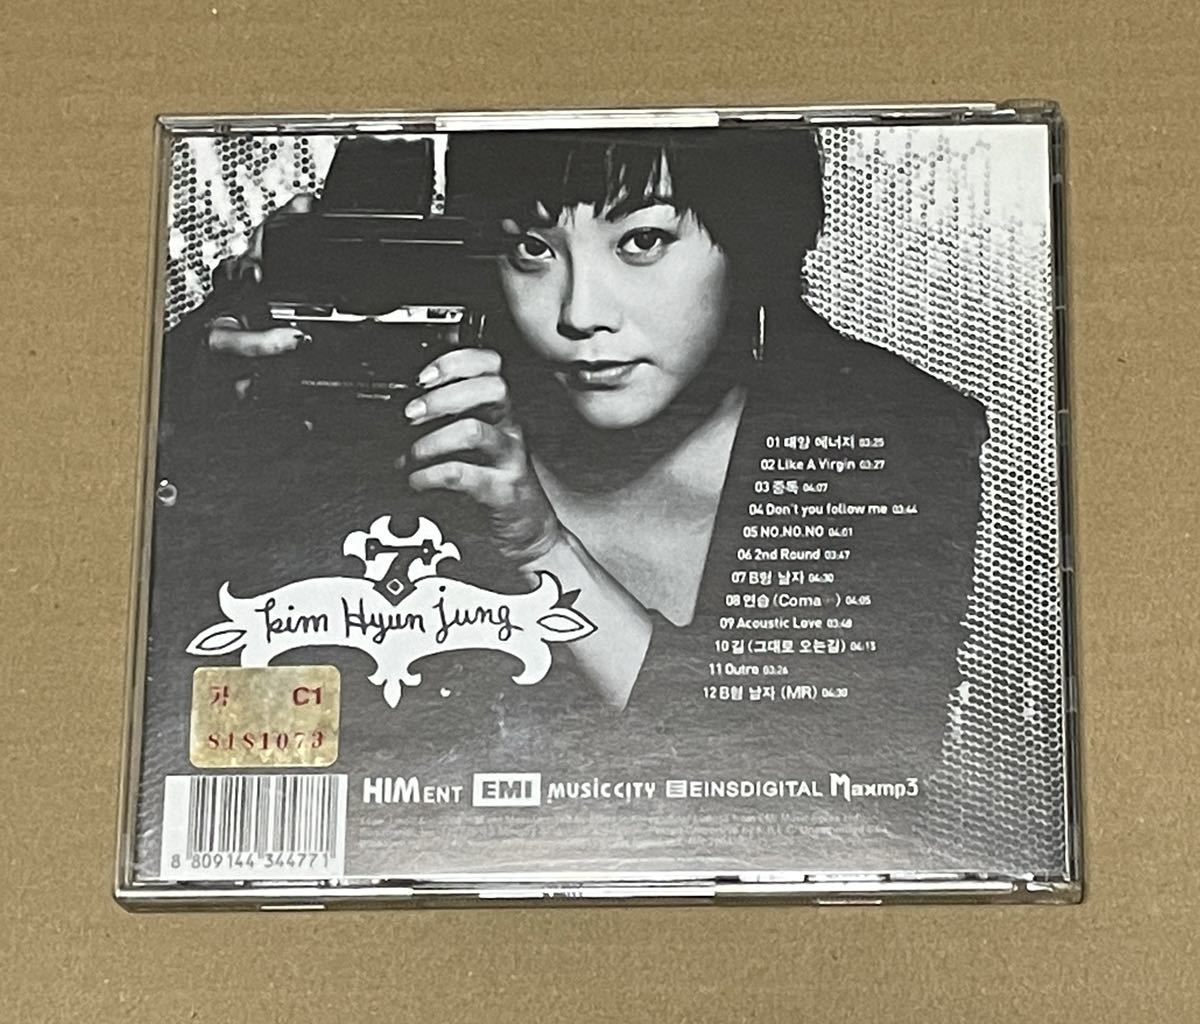 01 태양 에너지 03:25
02 Like A Virgin 03:27
03 중독 04:07
04 Don't you follow me 03:44
05 NO.NO.NO 04:01
06 2nd Round 03:47
07 B형 남자 04:30
08 연습 (Coma ··) 04:05
09 Acoustic Love 03:48
10 길 (그대로 오는길) 04:13
11 Outro 03:26
12 B형 남자 (MR) 04:30
7
kim Hyun jung
가 C1
8181073
HIM ENT EMI MUSICCITY EINSDIGITAL Maxmp3
8 809144 344771